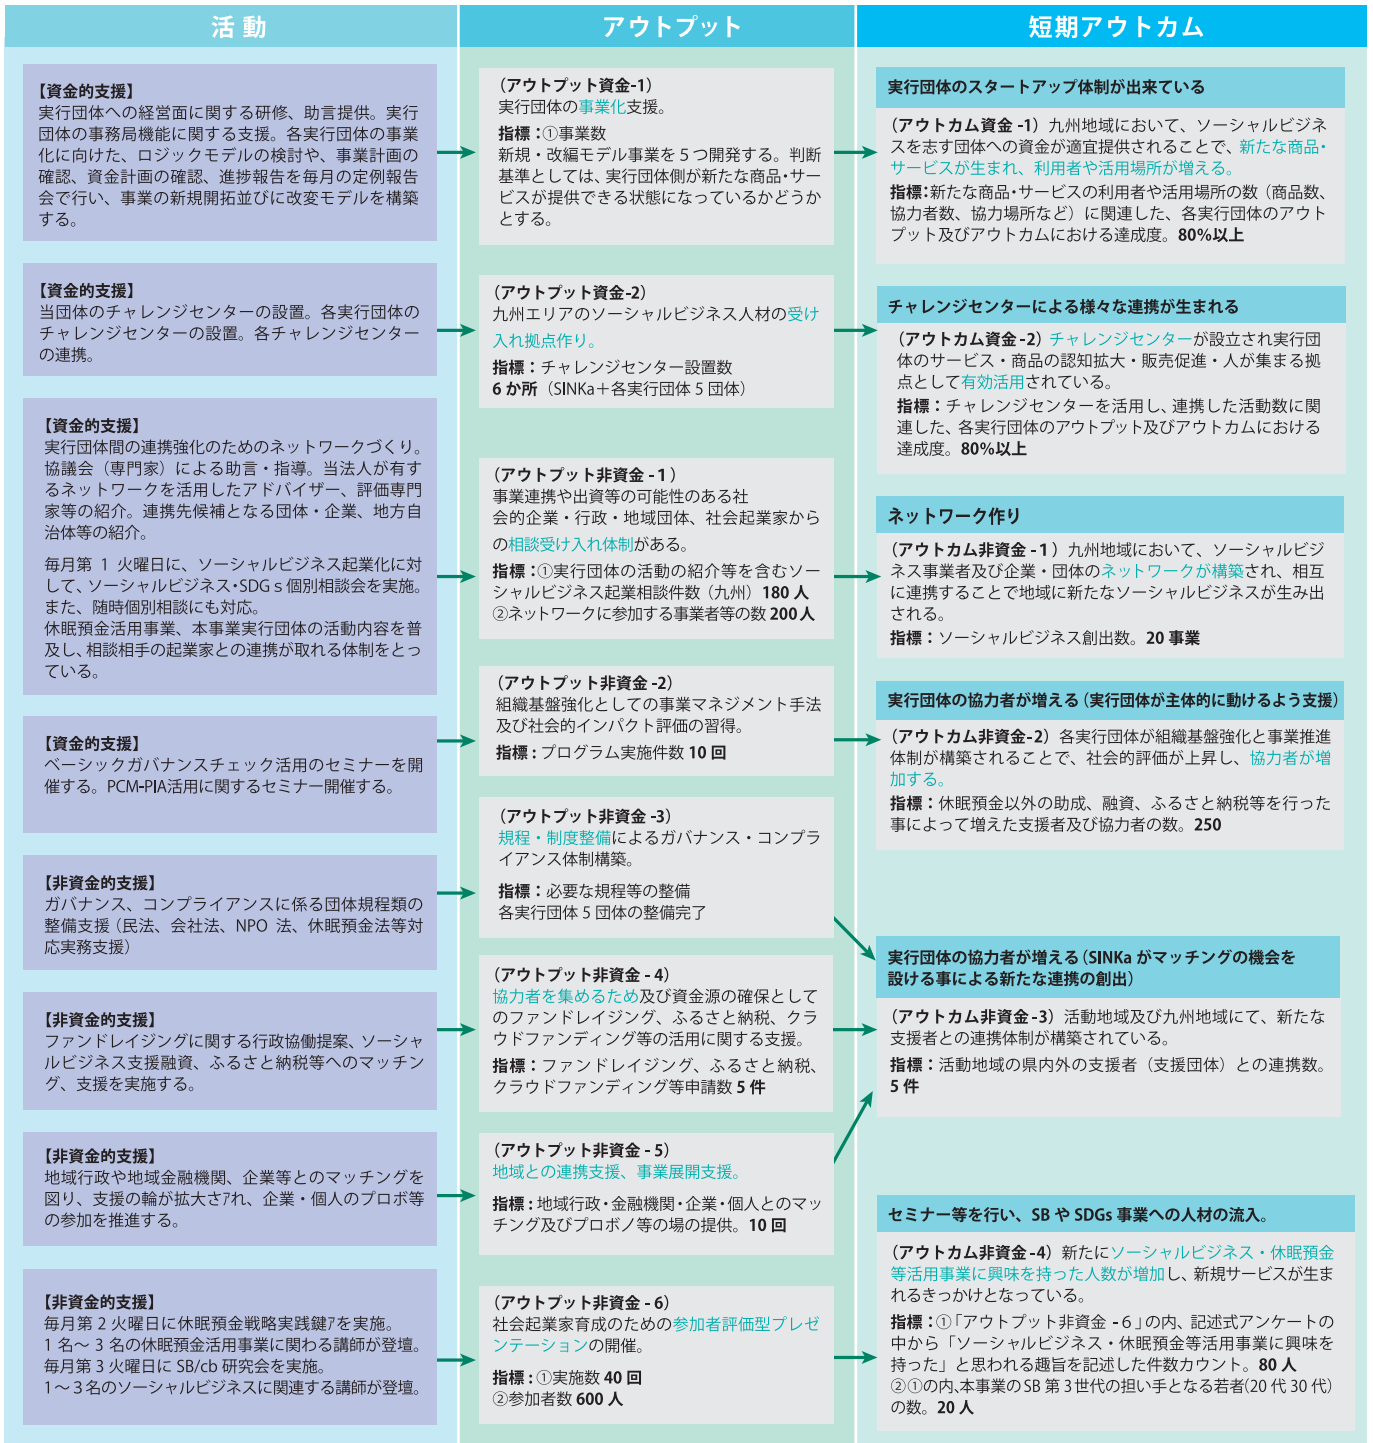 活動
【資金的支援】
実行団体への経営面に関する研修、助言提供。実行
団体の事務局機能に関する支援。各実行団体の事業
化に向けた、ロジックモデルの検討や、事業計画の
確認、資金計画の確認、進捗報告を毎月の定例報告
会で行い、事業の新規開拓並びに改変モデルを構築
する。
【資金的支援】
当団体のチャレンジセンターの設置。各実行団体の
チャレンジセンターの設置。各チャレンジセンター
の連携。
【資金的支援】
実行団体間の連携強化のためのネットワークづくり。
協議会（専門家）による助言・指導。当法人が有す
るネットワークを活用したアドバイザー、評価専門
家等の紹介。連携先候補となる団体・企業、地方自
治体等の紹介。
毎月第 1 火曜日に、ソーシャルビジネス起業化に対
して、ソーシャルビジネス・SDGｓ個別相談会を実施。
また、随時個別相談にも対応。
休眠預金活用事業、本事業実行団体の活動内容を普
及し、相談相手の起業家との連携が取れる体制をとっ
ている。
【資金的支援】
ベーシックガバナンスチェック活用のセミナーを開
催する。PCM-PIA活用に関するセミナー開催する。
【非資金的支援】
ガバナンス、コンプライアンスに係る団体規程類の
整備支援（民法、会社法、NPO 法、休眠預金法等対
応実務支援）
【非資金的支援】
ファンドレイジングに関する行政協働提案、ソーシャ
ルビジネス支援融資、ふるさと納税等へのマッチン
グ、支援を実施する。
【非資金的支援】
地域行政や地域金融機関、企業等とのマッチングを
図り、支援の輪が拡大さｱれ、企業・個人のプロボ等
の参加を推進する。
【非資金的支援】
毎月第２火曜日に休眠預金戦略実践鍵ｱを実施。
１名～３名の休眠預金活用事業に関わる講師が登壇。
毎月第３火曜日に SB/cb 研究会を実施。
1～３名のソーシャルビジネスに関連する講師が登壇。
アウトプット
（アウトプット資金-1）
実行団体の事業化支援。
指標：①事業数
新規・改編モデル事業を５つ開発する。判断
基準としては、実行団体側が新たな商品・サー
ビスが提供できる状態になっているかどうか
とする。
（アウトプット資金-2）
九州エリアのソーシャルビジネス人材の受け
入れ拠点作り。
指標：チャレンジセンター設置数
6 か所（SINKa＋各実行団体 5 団体）
（アウトプット非資金 - 1 ）
事業連携や出資等の可能性のある社
会的企業・行政・地域団体、社会起業家から
の相談受け入れ体制がある。
指標：①実行団体の活動の紹介等を含むソー
シャルビジネス起業相談件数（九州）180 人
②ネットワークに参加する事業者等の数 200人
（アウトプット非資金 -2）
組織基盤強化としての事業マネジメント手法
及び社会的インパクト評価の習得。
指標：プログラム実施件数 10 回
（アウトプット非資金 -3）
規程・制度整備によるガバナンス・コンプラ
イアンス体制構築。
指標：必要な規程等の整備
各実行団体５団体の整備完了
（アウトプット非資金 - 4）
協力者を集めるため及び資金源の確保として
のファンドレイジング、ふるさと納税、クラ
ウドファンディング等の活用に関する支援。
指標：ファンドレイジング、ふるさと納税、
クラウドファンディング等申請数 5 件
（アウトプット非資金 - 5）
地域との連携支援、事業展開支援。
指標：地域行政・金融機関・企業・個人とのマッ
チング及びプロボノ等の場の提供。10 回
（アウトプット非資金 - 6）
社会起業家育成のための参加者評価型プレゼ
ンテーションの開催。
指標：①実施数 40 回
②参加者数 600 人
短期アウトカム
実行団体のスタートアップ体制が出来ている
（アウトカム資金 -1）九州地域において、ソーシャルビジネ
スを志す団体への資金が適宜提供されることで、新たな商品・
サービスが生まれ、利用者や活用場所が増える。
指標：新たな商品・サービスの利用者や活用場所の数（商品数、
協力者数、協力場所など）に関連した、各実行団体のアウト
プット及びアウトカムにおける達成度。80％以上
チャレンジセンターによる様々な連携が生まれる
（アウトカム資金-2）チャレンジセンターが設立され実行団
体のサービス・商品の認知拡大・販売促進・人が集まる拠
点として有効活用されている。
指標：チャレンジセンターを活用し、連携した活動数に関
連した、各実行団体のアウトプット及びアウトカムにおける
達成度。80％以上
ネットワーク作り
（アウトカム非資金 -１）九州地域において、ソーシャルビジ
ネス事業者及び企業・団体のネットワークが構築され、相互
に連携することで地域に新たなソーシャルビジネスが生み出
される。
指標：ソーシャルビジネス創出数。20 事業
実行団体の協力者が増える（実行団体が主体的に動けるよう支援）
（アウトカム非資金-2）各実行団体が組織基盤強化と事業推進
体制が構築されることで、社会的評価が上昇し、協力者が増
加する。
指標：休眠預金以外の助成、融資、ふるさと納税等を行った
事によって増えた支援者及び協力者の数。250
実行団体の協力者が増える（SINKa がマッチングの機会を
設ける事による新たな連携の創出）
（アウトカム非資金-3）活動地域及び九州地域にて、新たな
支援者との連携体制が構築されている。
指標：活動地域の県内外の支援者（支援団体）との連携数。
5 件
セミナー等を行い、SB や SDGs 事業への人材の流入。
（アウトカム非資金-4）新たにソーシャルビジネス・休眠預金
等活用事業に興味を持った人数が増加し、新規サービスが生ま
れるきっかけとなっている。
指標：①「アウトプット非資金 -６」の内、記述式アンケートの
中から「ソーシャルビジネス・休眠預金等活用事業に興味を
持った」と思われる趣旨を記述した件数カウント。80 人
②①の内、本事業のSB 第３世代の担い手となる若者(20 代 30 代)
の数。20 人